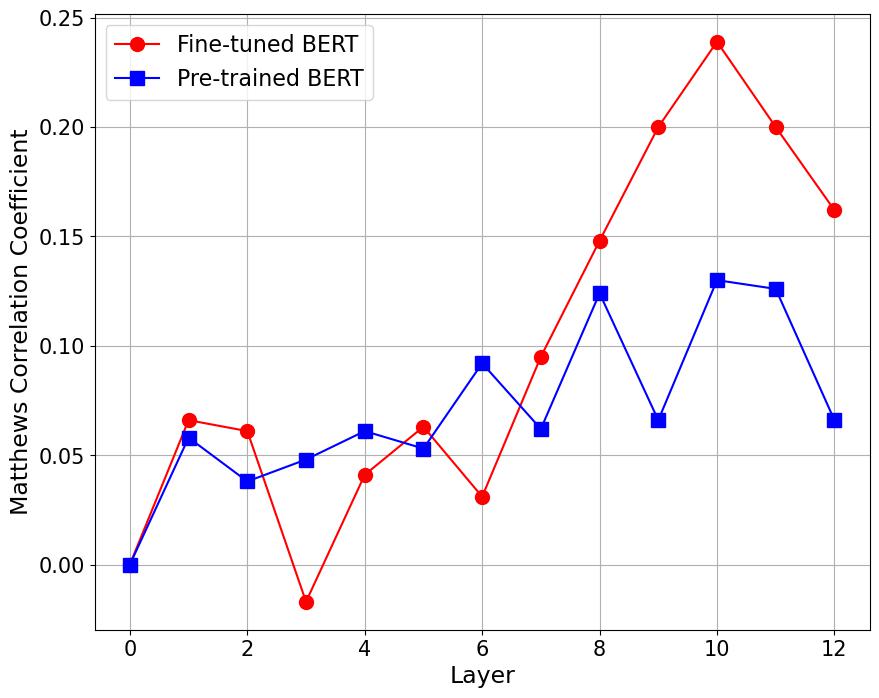 Fine-tuned BERT
Pre-trained BERT
Matthews Correlation Coefficient
0.25
0.20
0.15
0.10
0.05
0.00
0 2 4 6 8 10 12
Layer